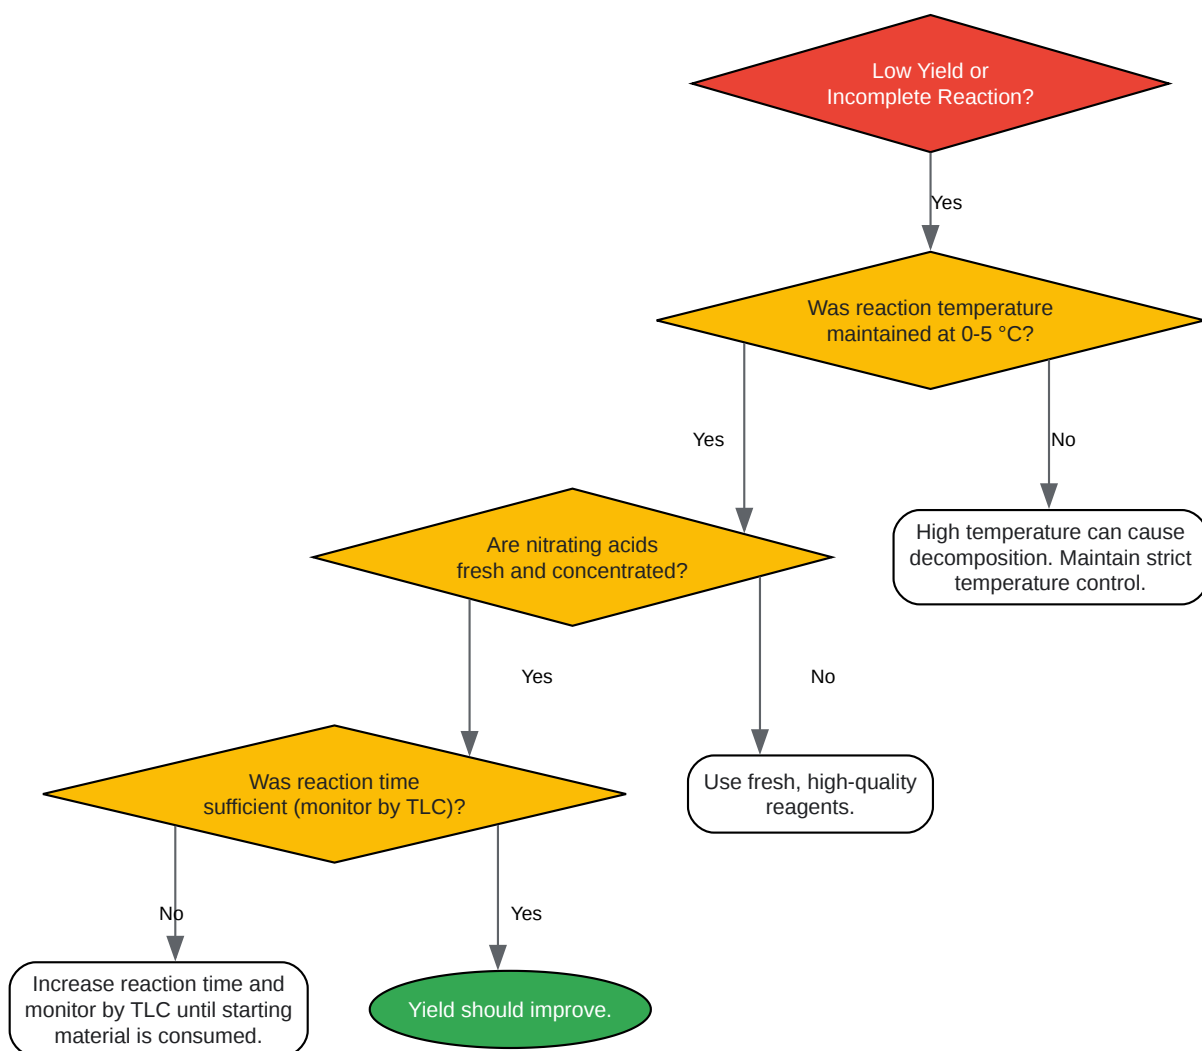 Low Yield or
Incomplete Reaction?
Yes
Was reaction temperature
maintained at 0-5 °C?
Yes
No
Are nitrating acids
fresh and concentrated?
High temperature can cause
decomposition. Maintain strict
temperature control.
Yes
No
Was reaction time
sufficient (monitor by TLC)?
Use fresh, high-quality
reagents.
No
Yes
Increase reaction time and
monitor by TLC until starting
material is consumed.
Yield should improve.